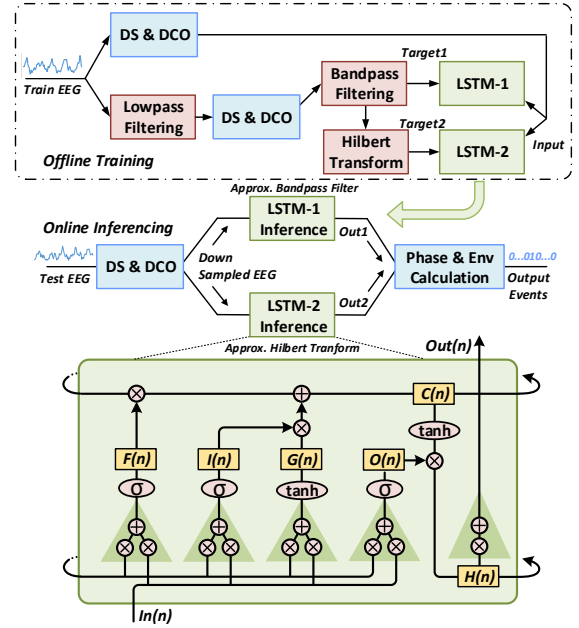 DS & DCO
Train EEG
Lowpass
Filtering
DS & DCO
Bandpass
Filtering
Target1
LSTM-1
Hilbert
Transform
Target2
LSTM-2
Input
Offline Training
Approx. Bandpass Filter
Online Inferencing
LSTM-1
Inference
Out1
Test EEG
DS & DCO
Down
Sampled EEG
Phase & Env
Calculation
0...010...0
Output
Events
LSTM-2
Inference
Out2
Approx. Hilbert Tranform
Out(n)
C(n)
tanh
F(n)
I(n)
G(n)
O(n)
σ
σ
tanh
σ
H(n)
In(n)